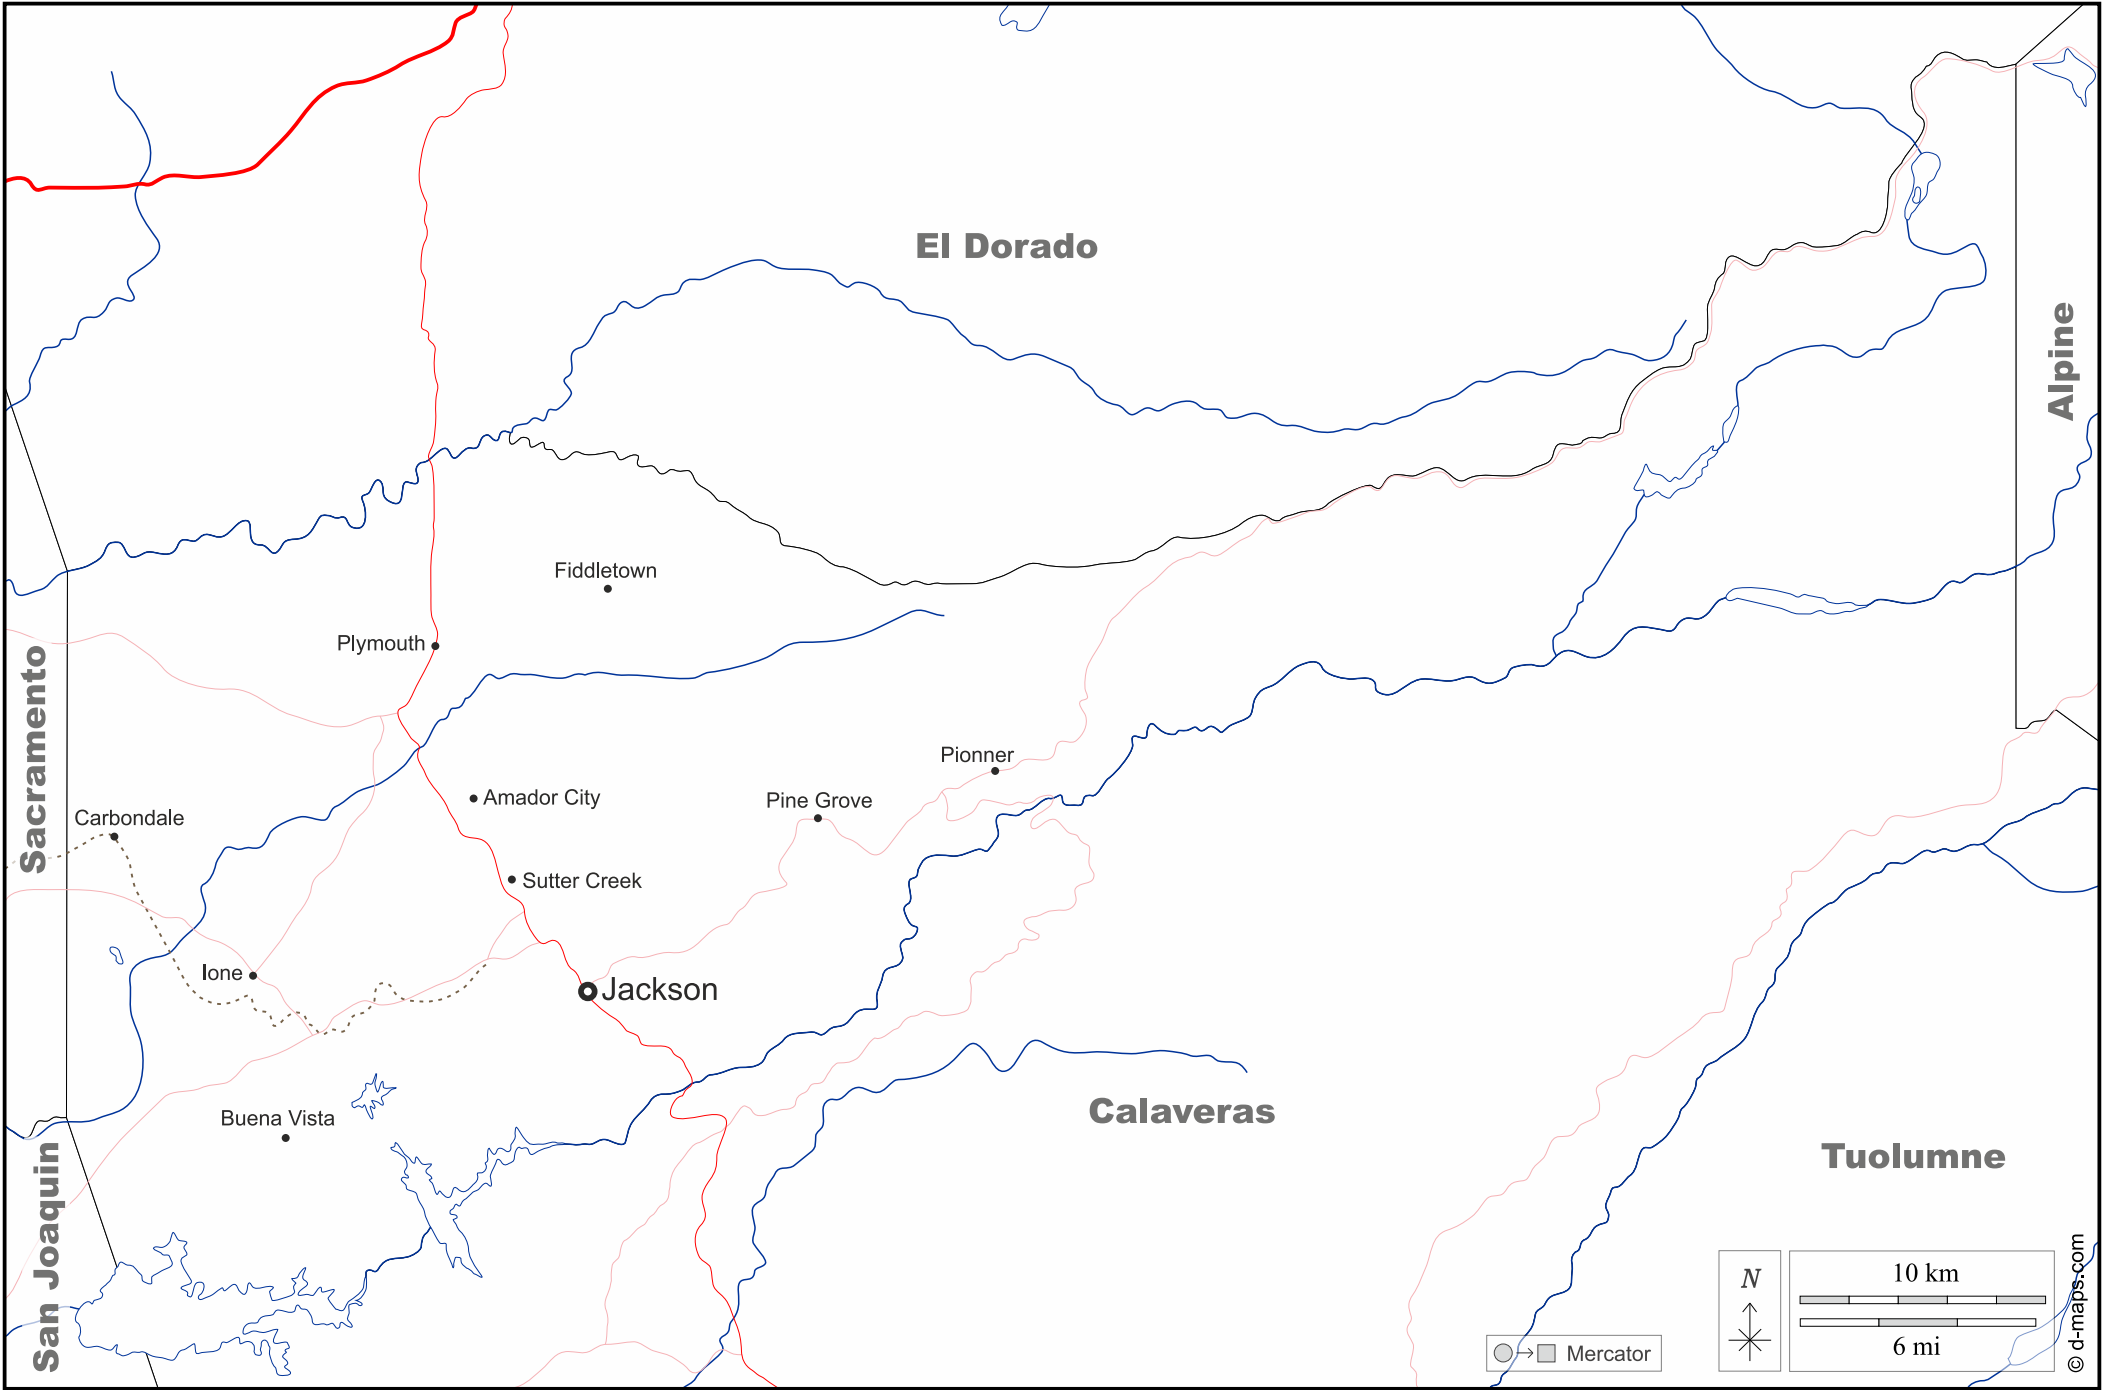 El Dorado
Alpine
Fiddletown
Plymouth
Sacramento
Pionner
Amador City
Pine Grove
Carbondale
Sutter Creek
Ione
Jackson
Buena Vista
Calaveras
Tuolumne
San Joaquin
N
10 km
6 mi
Mercator
© d-maps.com